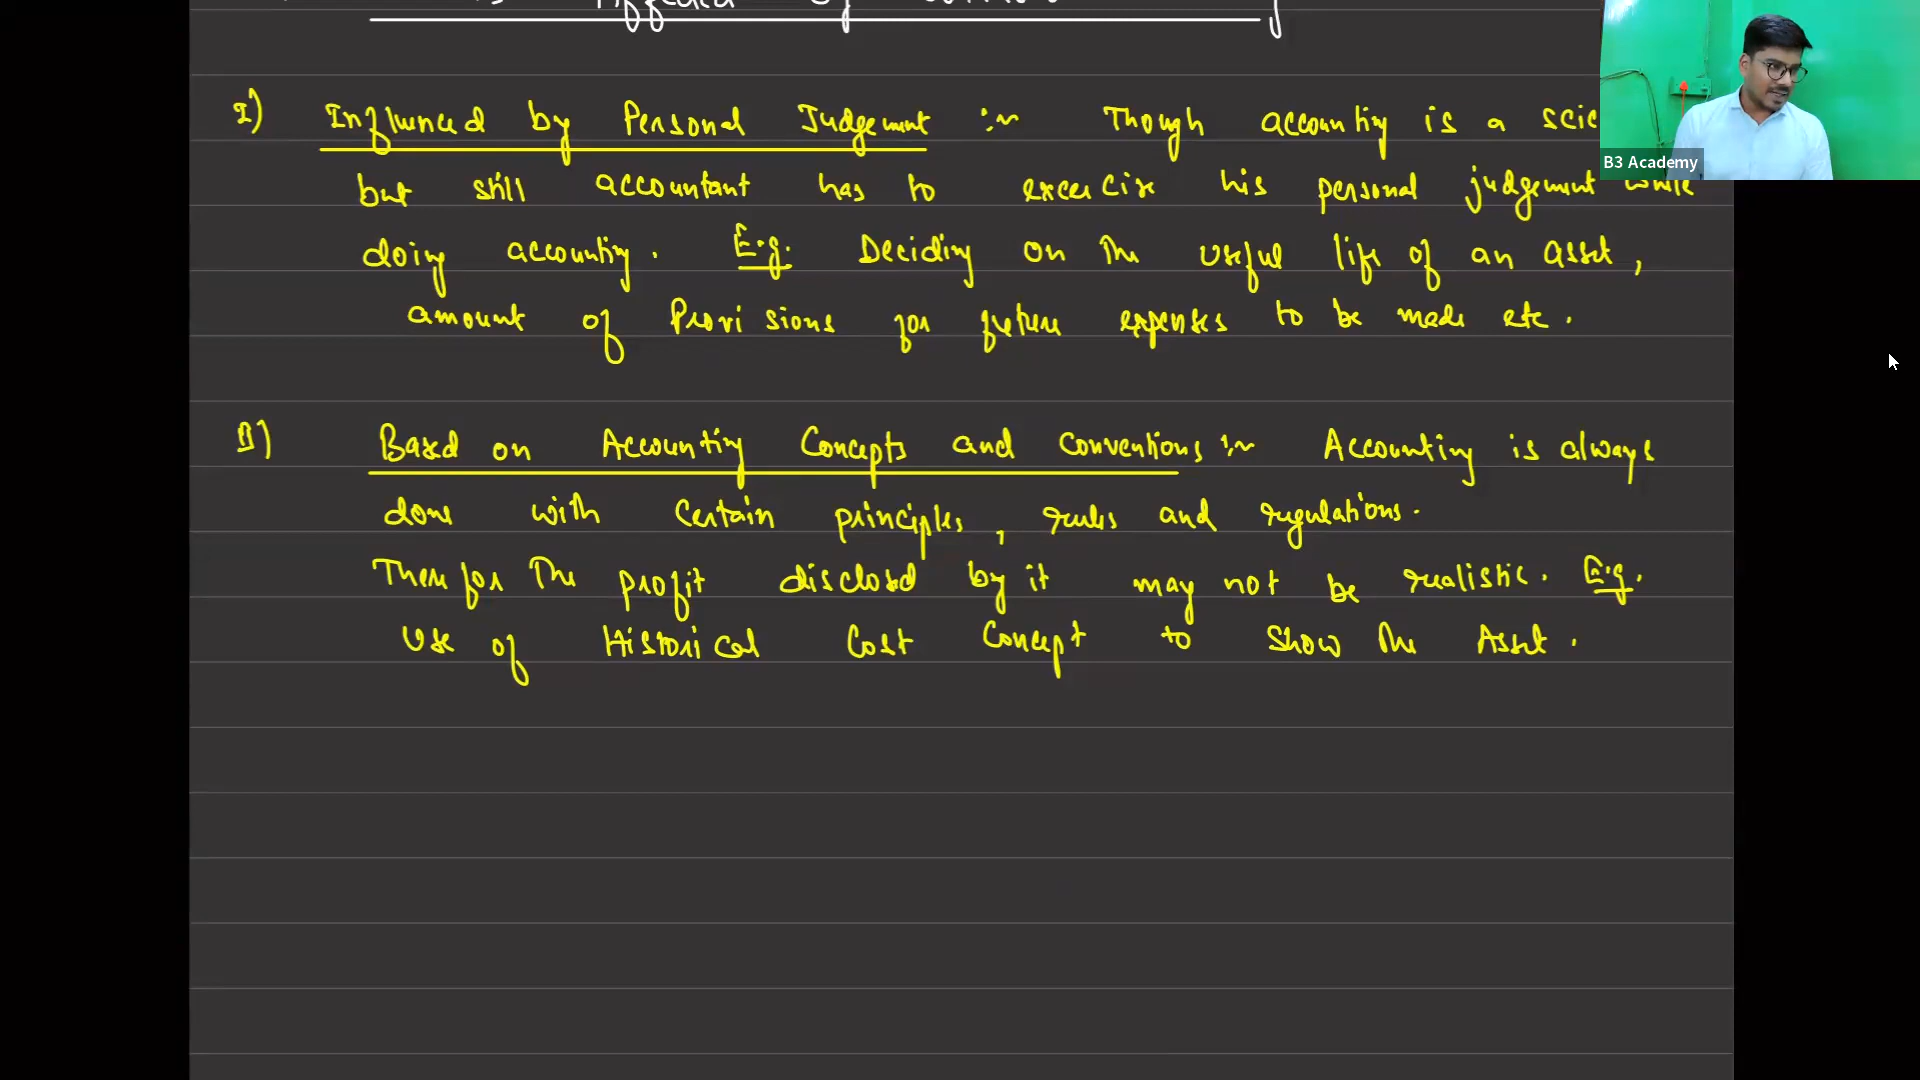 I) Influenced by Personal Judgement :~ Though accounting is a scie
B3 Academy
but still accountant has to excercise his personal judgement while
doing accounting. E.g. Deciding on the useful life of an asset,
amount of Provisions for future expenses to be made etc.
Based on Accounting Concepts and Conventions :~ Accounting is always
done with certain principles, rules and regulations.
Therefor The profit disclosed by it may not be realistic. E.g.
Use of Historical Cost Concept to show the Asset.